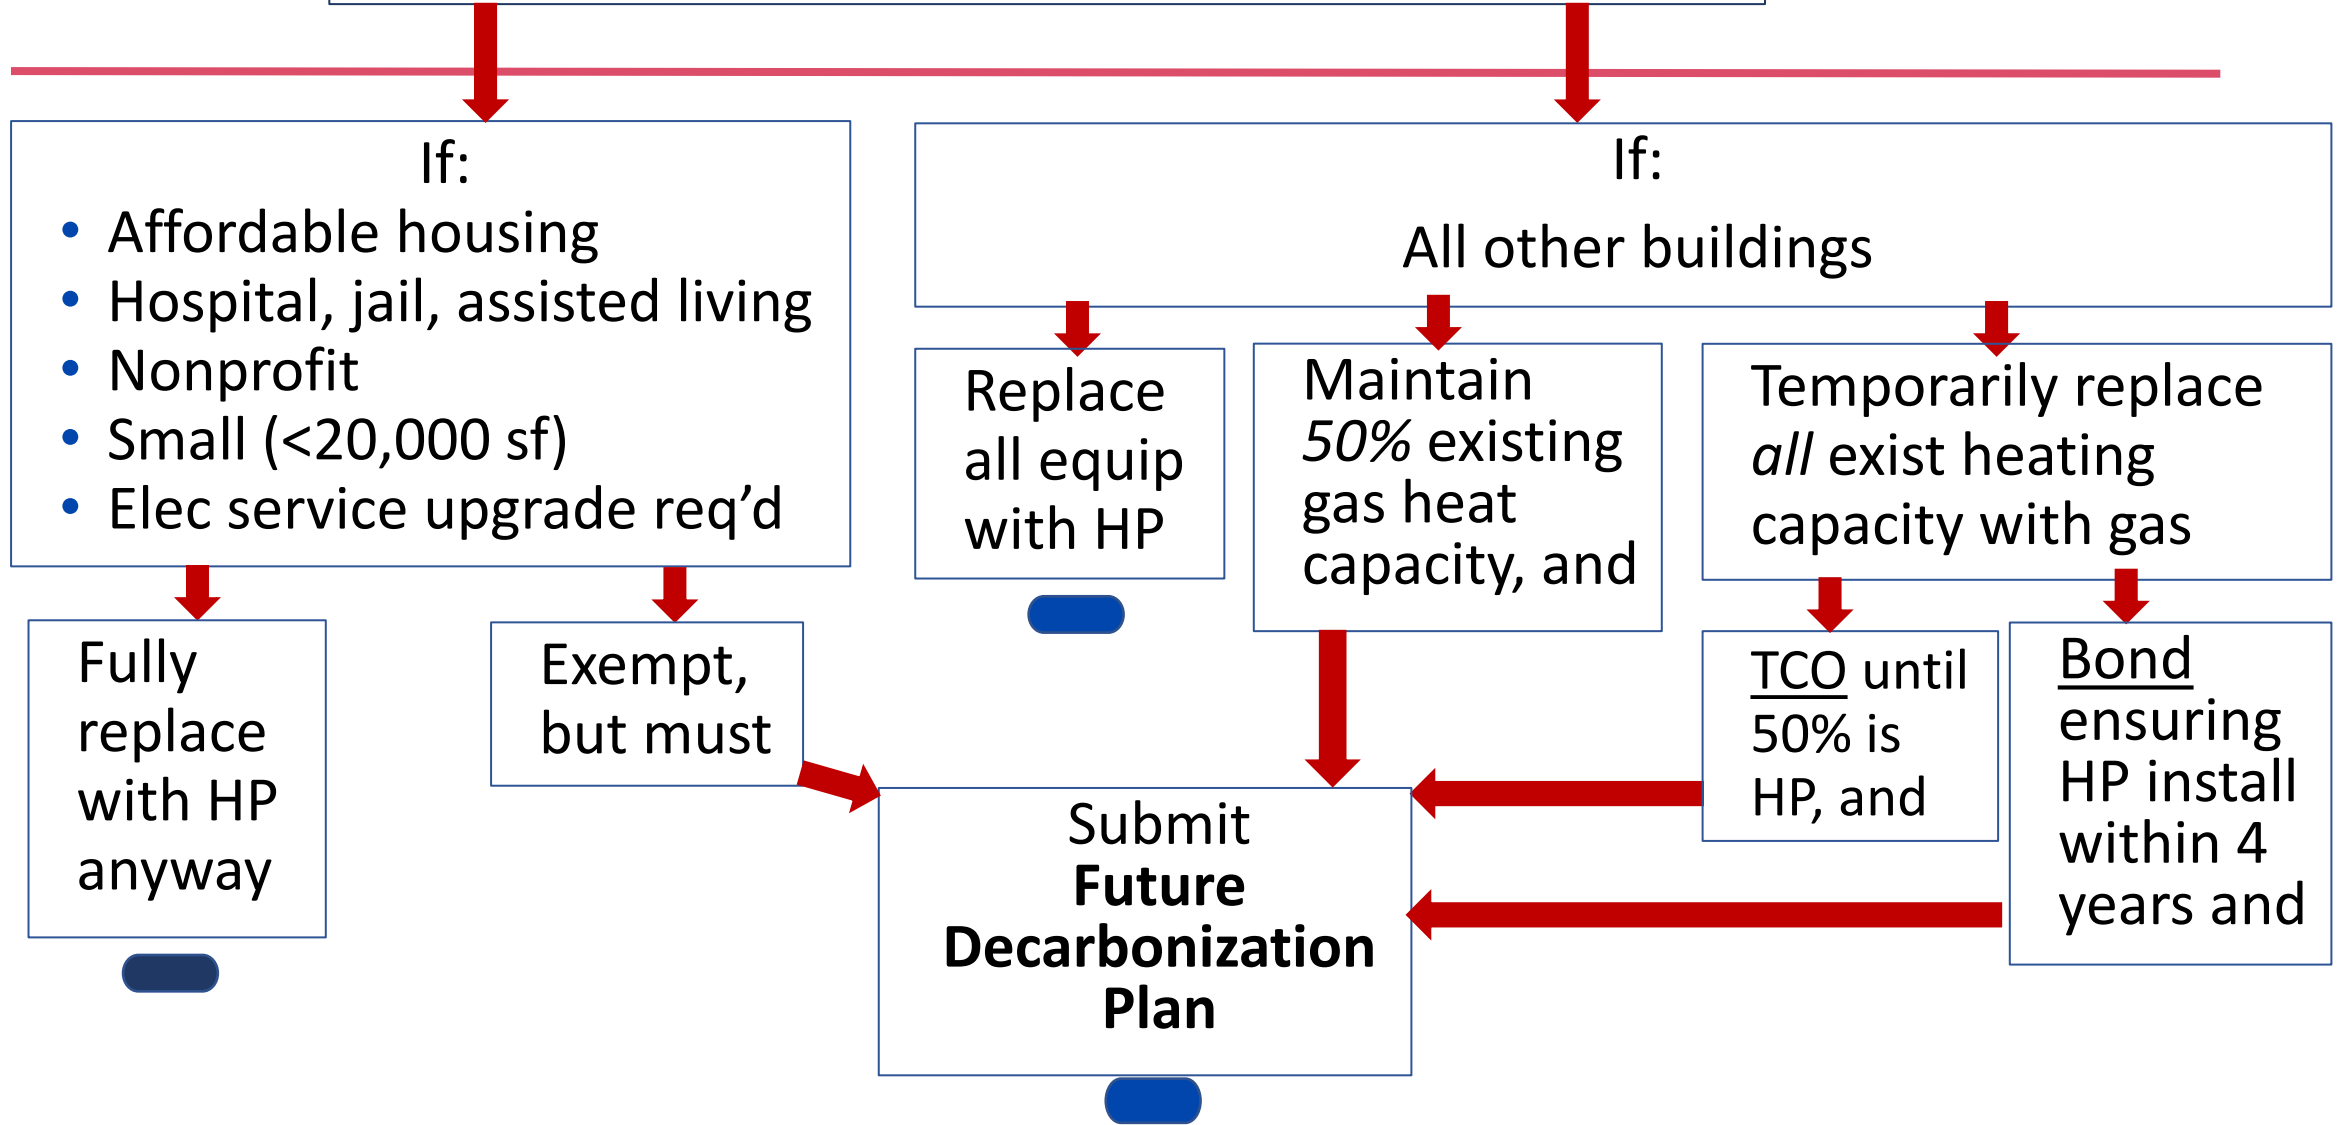 If:
• Affordable housing
• Hospital, jail, assisted living
• Nonprofit
• Small (<20,000 sf)
• Elec service upgrade req’d
If:
All other buildings
Fully
replace
with HP
anyway
Exempt,
but must
Replace
all equip
with HP
Maintain
50% existing
gas heat
capacity, and
Temporarily replace
all exist heating
capacity with gas
TCO until
50% is
HP, and
Bond
ensuring
HP install
within 4
years and
Submit
Future
Decarbonization
Plan